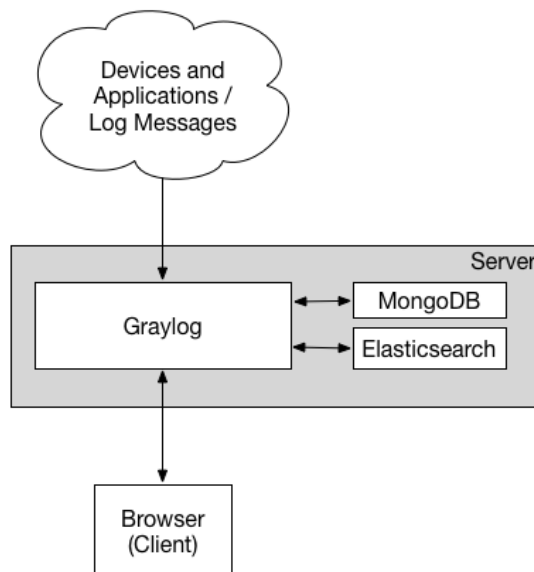 Devices and
Applications /
Log Messages
Server
Graylog
MongoDB
Elasticsearch
Browser
(Client)